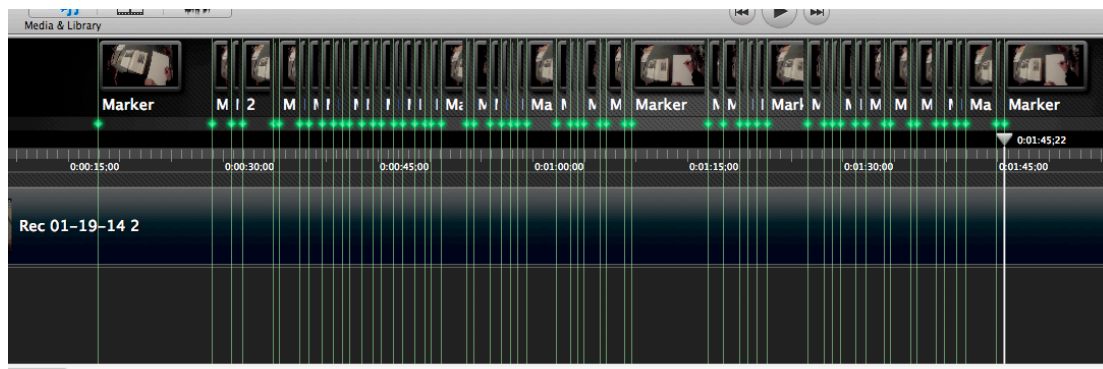 Media & Library
Marker M 2 M Ma M Ma M M M Marker M M Mark M M M M M Ma Marker
0:01:45;22
0:00:15;00 0:00:30;00 0:00:45;00 0:01:00;00 0:01:15;00 0:01:30;00 0:01:45;00
Rec 01-19-14 2